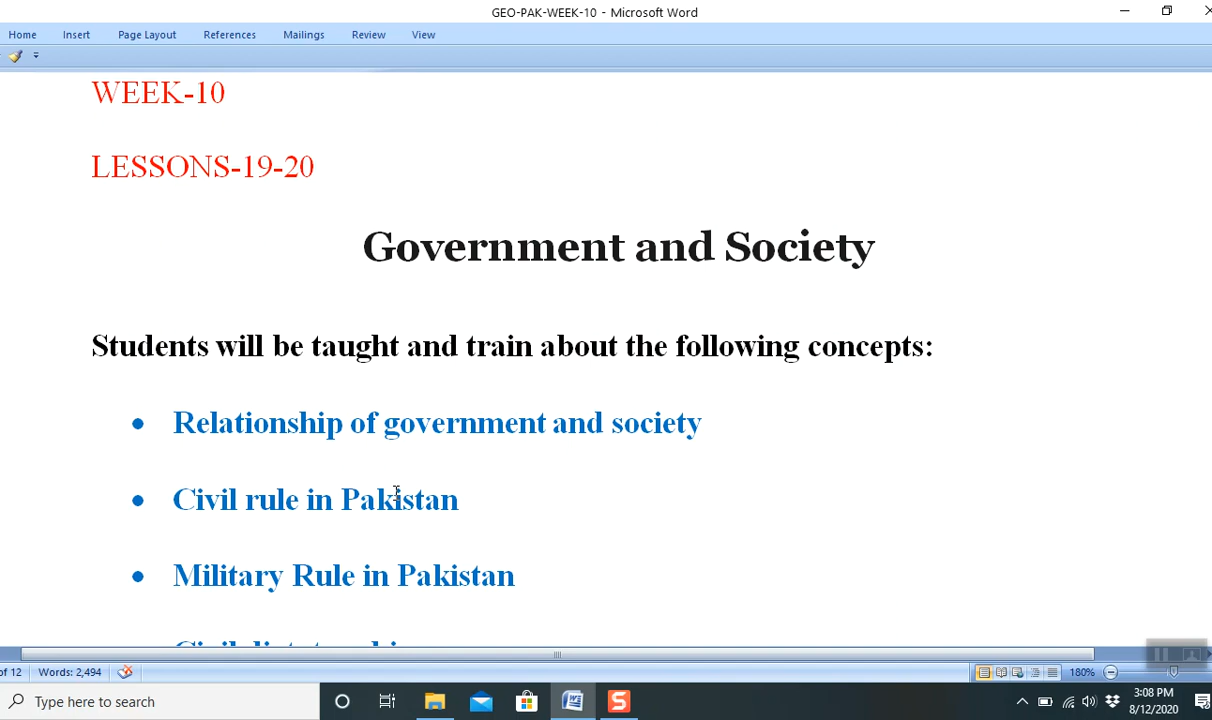 GEO-PAK-WEEK-10 - Microsoft Word
Home Insert Page Layout References Mailings Review View
WEEK-10
LESSONS-19-20
Government and Society
Students will be taught and train about the following concepts:
• Relationship of government and society
• Civil rule in Pakistan
• Military Rule in Pakistan
of 12 Words: 2,494 180%
Type here to search
3:08 PM
8/12/2020